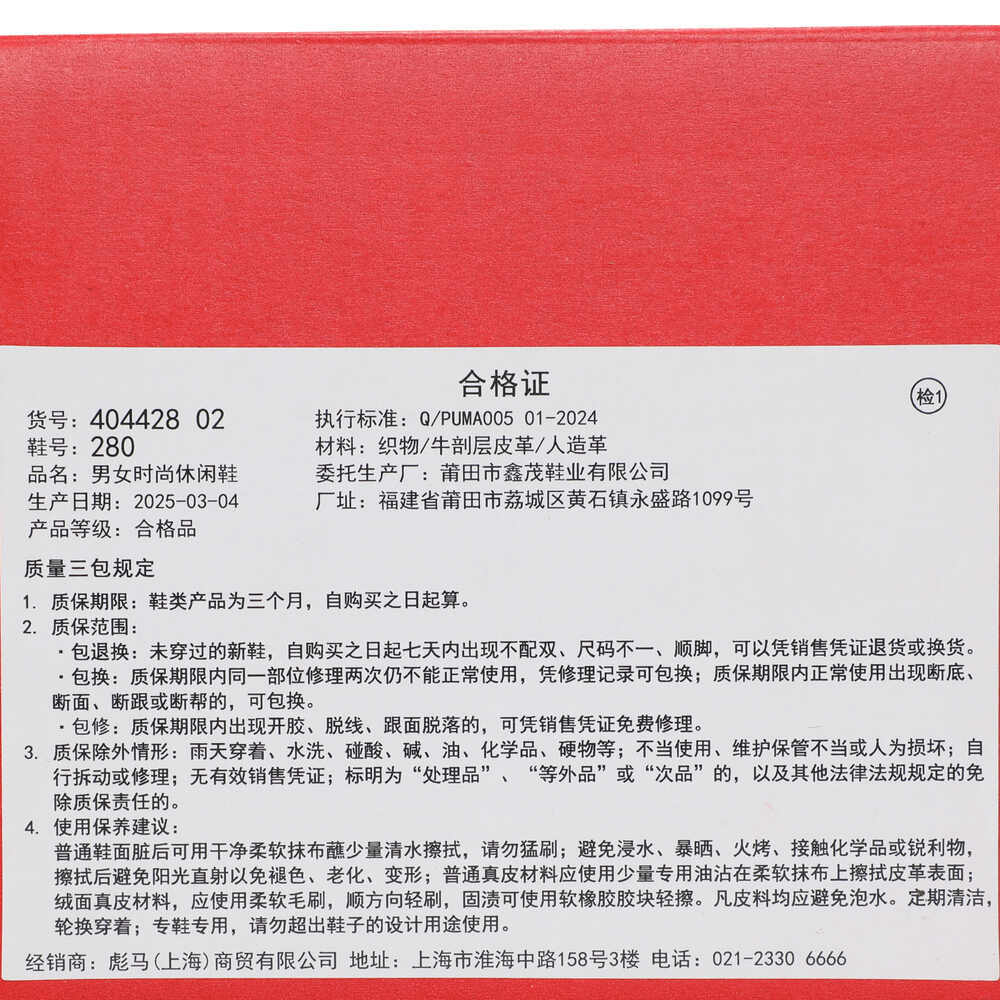 合格证
检1
货号: 404428 02
执行标准: Q/PUMA005 01-2024
鞋号: 280
材料: 织物/牛剖层皮革/人造革
品名: 男女时尚休闲鞋
委托生产厂: 莆田市鑫茂鞋业有限公司
生产日期: 2025-03-04
厂址: 福建省莆田市荔城区黄石镇永盛路1099号
产品等级: 合格品
质量三包规定
1. 质保期限: 鞋类产品为三个月，自购买之日起算。
2. 质保范围:
·包退换: 未穿过的新鞋，自购买之日起七天内出现不配双、尺码不一、顺脚，可以凭销售凭证退货或换货。
·包换: 质保期限内同一部位修理两次仍不能正常使用，凭修理记录可包换；质保期限内正常使用出现断底、
断面、断跟或断帮的，可包换。
·包修: 质保期限内出现开胶、脱线、跟面脱落的，可凭销售凭证免费修理。
3. 质保除外情形: 雨天穿着、水洗、碰酸、碱、油、化学品、硬物等；不当使用、维护保管不当或人为损坏；自
行拆动或修理；无有效销售凭证；标明为“处理品”、“等外品”或“次品”的，以及其他法律法规规定的免
除质保责任的。
4. 使用保养建议:
普通鞋面脏后可用干净柔软抹布蘸少量清水擦拭，请勿猛刷；避免浸水、暴晒、火烤、接触化学品或锐利物，
擦拭后避免阳光直射以免褪色、老化、变形；普通真皮材料应使用少量专用油沾在柔软抹布上擦拭皮革表面；
绒面真皮材料，应使用柔软毛刷，顺方向轻刷，固渍可使用软橡胶胶块轻擦。凡皮料均应避免泡水。定期清洁，
轮换穿着；专鞋专用，请勿超出鞋子的设计用途使用。
经销商: 彪马(上海)商贸有限公司 地址: 上海市淮海中路158号3楼 电话: 021-2330 6666